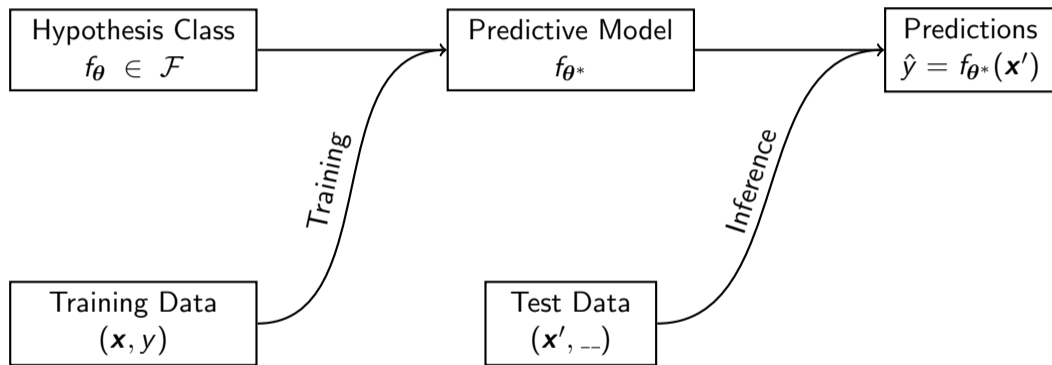 Hypothesis Class
f_θ ∈ ℱ
Predictive Model
f_θ*
Predictions
ŷ = f_θ*(x′)
Training
Inference
Training Data
(x, y)
Test Data
(x′, __)